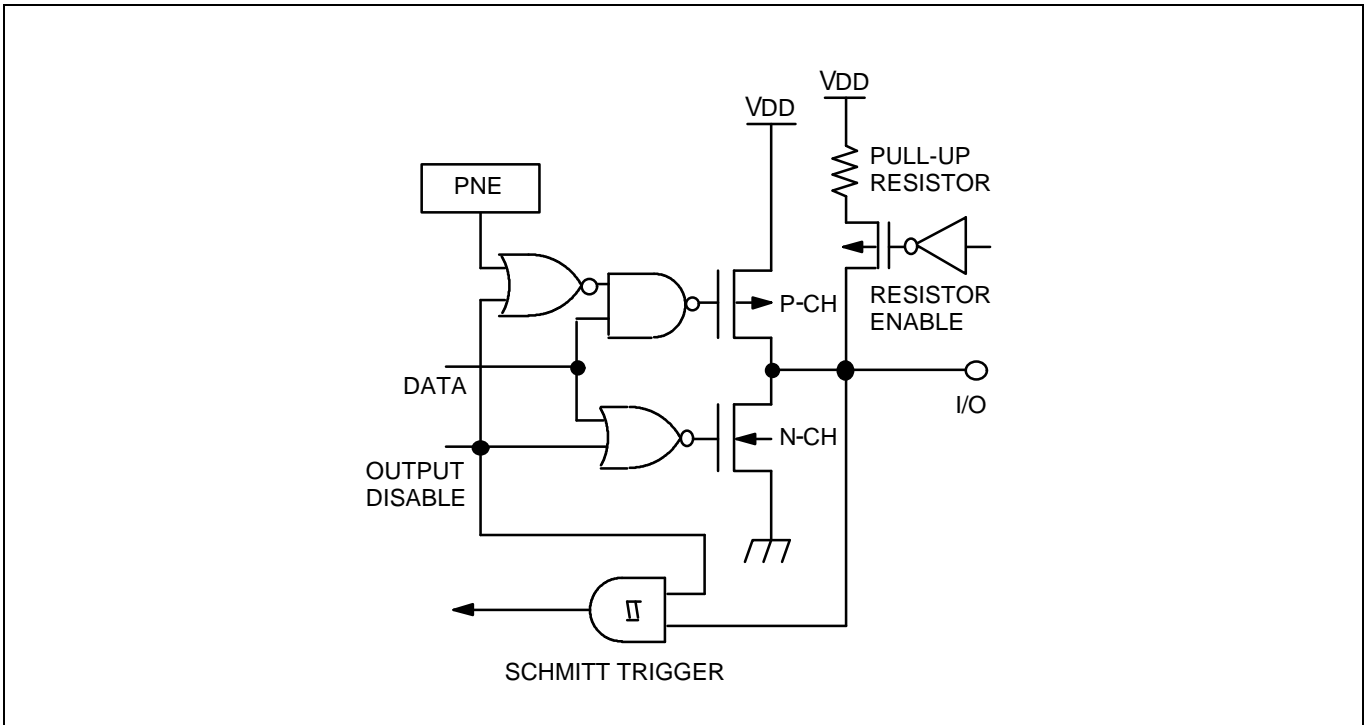 VDD
VDD
PULL-UP
RESISTOR
PNE
RESISTOR
ENABLE
P-CH
DATA
I/O
N-CH
OUTPUT
DISABLE
SCHMITT TRIGGER